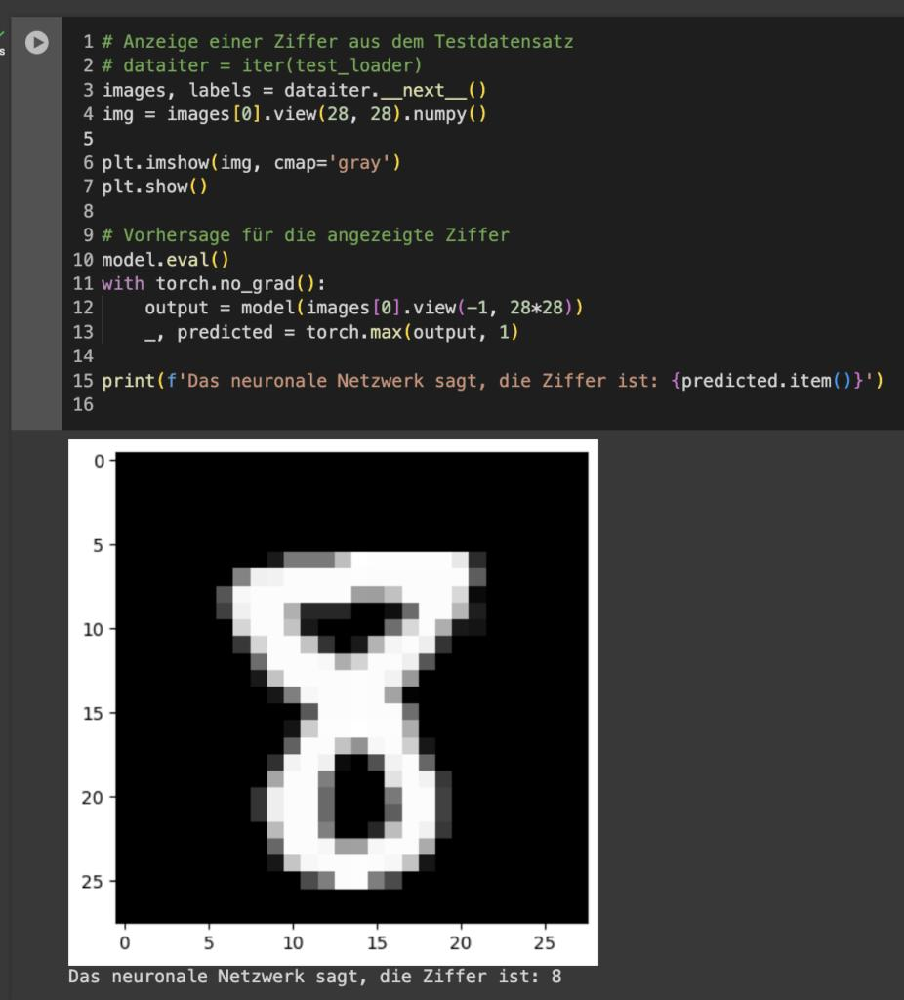 s
1 # Anzeige einer Ziffer aus dem Testdatensatz
2 # dataiter = iter(test_loader)
3 images, labels = dataiter.__next__()
4 img = images[0].view(28, 28).numpy()
5
6 plt.imshow(img, cmap='gray')
7 plt.show()
8
9 # Vorhersage für die angezeigte Ziffer
10 model.eval()
11 with torch.no_grad():
12     output = model(images[0].view(-1, 28*28))
13     _, predicted = torch.max(output, 1)
14
15 print(f'Das neuronale Netzwerk sagt, die Ziffer ist: {predicted.item()}')
16
0
5
10
15
20
25
8
0 5 10 15 20 25
Das neuronale Netzwerk sagt, die Ziffer ist: 8